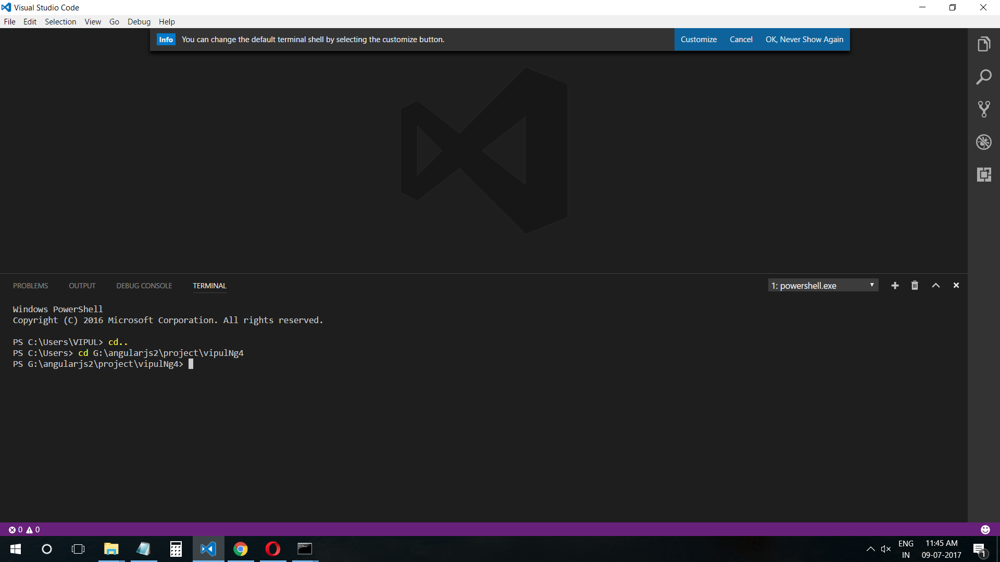 Visual Studio Code
File Edit Selection View Go Debug Help
Info You can change the default terminal shell by selecting the customize button. Customize Cancel OK, Never Show Again
PROBLEMS OUTPUT DEBUG CONSOLE TERMINAL 1: powershell.exe
Windows PowerShell
Copyright (C) 2016 Microsoft Corporation. All rights reserved.
PS C:\Users\VIPUL> cd..
PS C:\Users> cd G:\angularjs2\project\vipulNg4
PS G:\angularjs2\project\vipulNg4>
0 0
ENG 11:45 AM
IN 09-07-2017 1